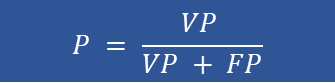 P = VP / (VP + FP)